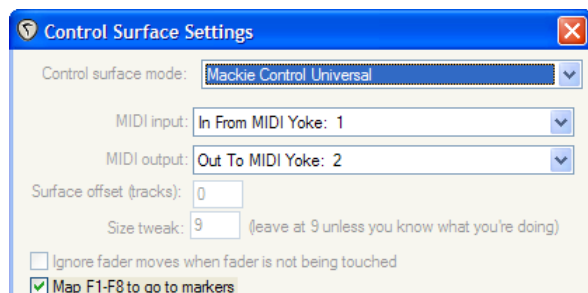 Control Surface Settings
Control surface mode: Mackie Control Universal
MIDI input: In From MIDI Yoke: 1
MIDI output: Out To MIDI Yoke: 2
Surface offset (tracks): 0
Size tweak: 9 (leave at 9 unless you know what you're doing)
Ignore fader moves when fader is not being touched
Map F1-F8 to go to markers